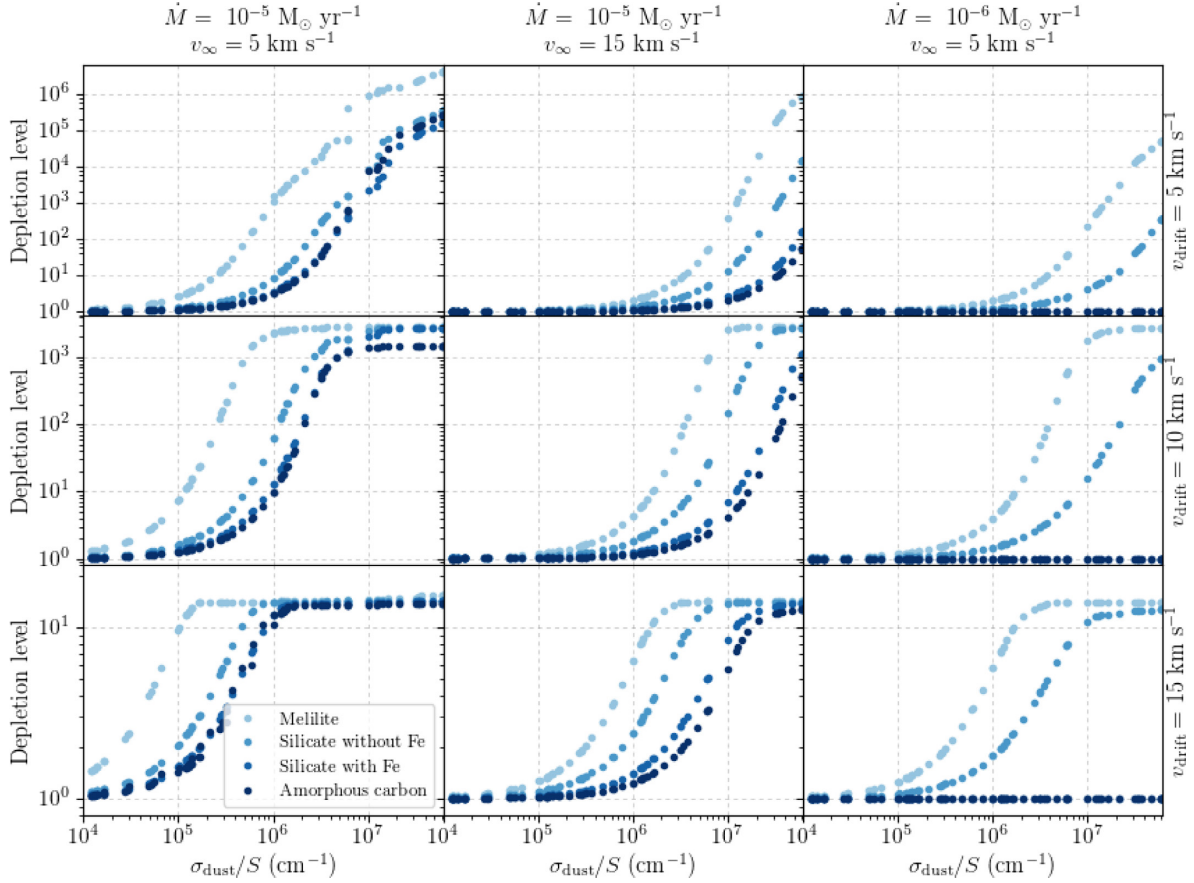 Ṁ = 10⁻⁵ M⊙ yr⁻¹
v∞ = 5 km s⁻¹
Ṁ = 10⁻⁵ M⊙ yr⁻¹
v∞ = 15 km s⁻¹
Ṁ = 10⁻⁶ M⊙ yr⁻¹
v∞ = 5 km s⁻¹
Depletion level
10⁶
10⁵
10⁴
10³
10²
10¹
10⁰
v_drift = 5 km s⁻¹
Depletion level
10³
10²
10¹
10⁰
v_drift = 10 km s⁻¹
Depletion level
10¹
10⁰
v_drift = 15 km s⁻¹
Melilite
Silicate without Fe
Silicate with Fe
Amorphous carbon
10⁴ 10⁵ 10⁶ 10⁷ 10⁴ 10⁵ 10⁶ 10⁷ 10⁴ 10⁵ 10⁶ 10⁷
σ_dust/S (cm⁻¹) σ_dust/S (cm⁻¹) σ_dust/S (cm⁻¹)